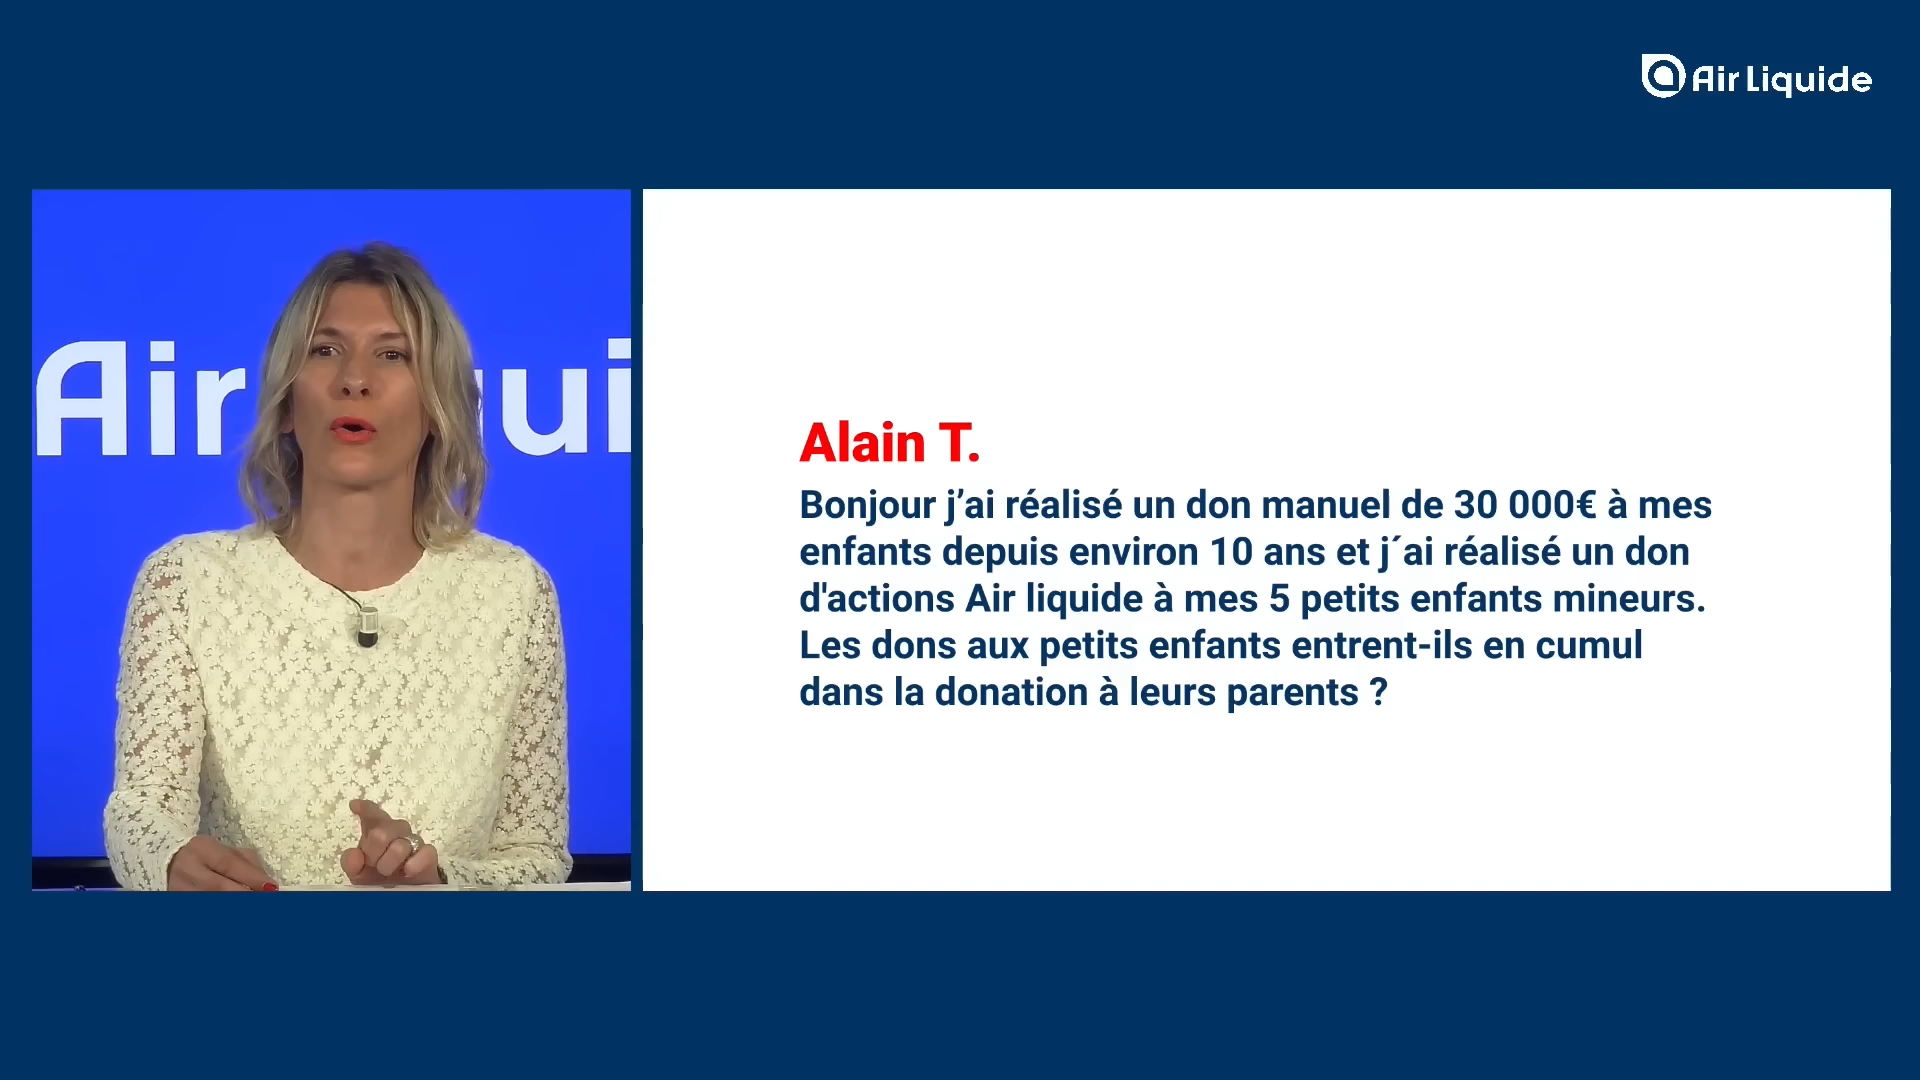 Air Liquide
Air qui
Alain T.
Bonjour j’ai réalisé un don manuel de 30 000€ à mes
enfants depuis environ 10 ans et j´ai réalisé un don
d'actions Air liquide à mes 5 petits enfants mineurs.
Les dons aux petits enfants entrent-ils en cumul
dans la donation à leurs parents ?